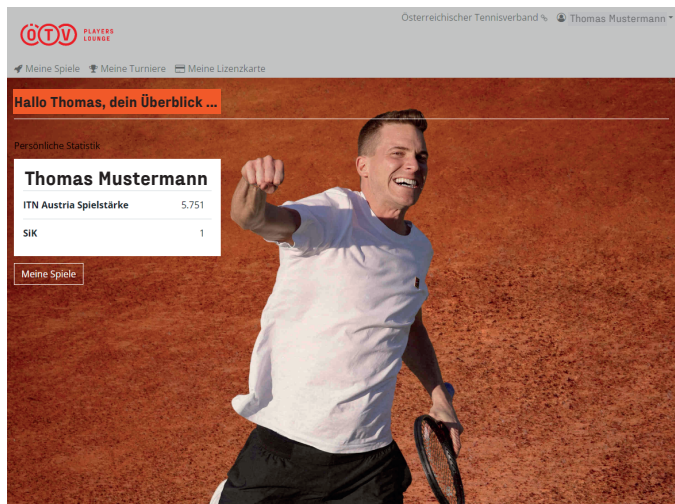 Österreichischer Tennisverband
Thomas Mustermann
ÖTV PLAYERS
LOUNGE
Meine Spiele Meine Turniere Meine Lizenzkarte
Hallo Thomas, dein Überblick ...
Persönliche Statistik
Thomas Mustermann
ITN Austria Spielstärke 5.751
SiK 1
Meine Spiele